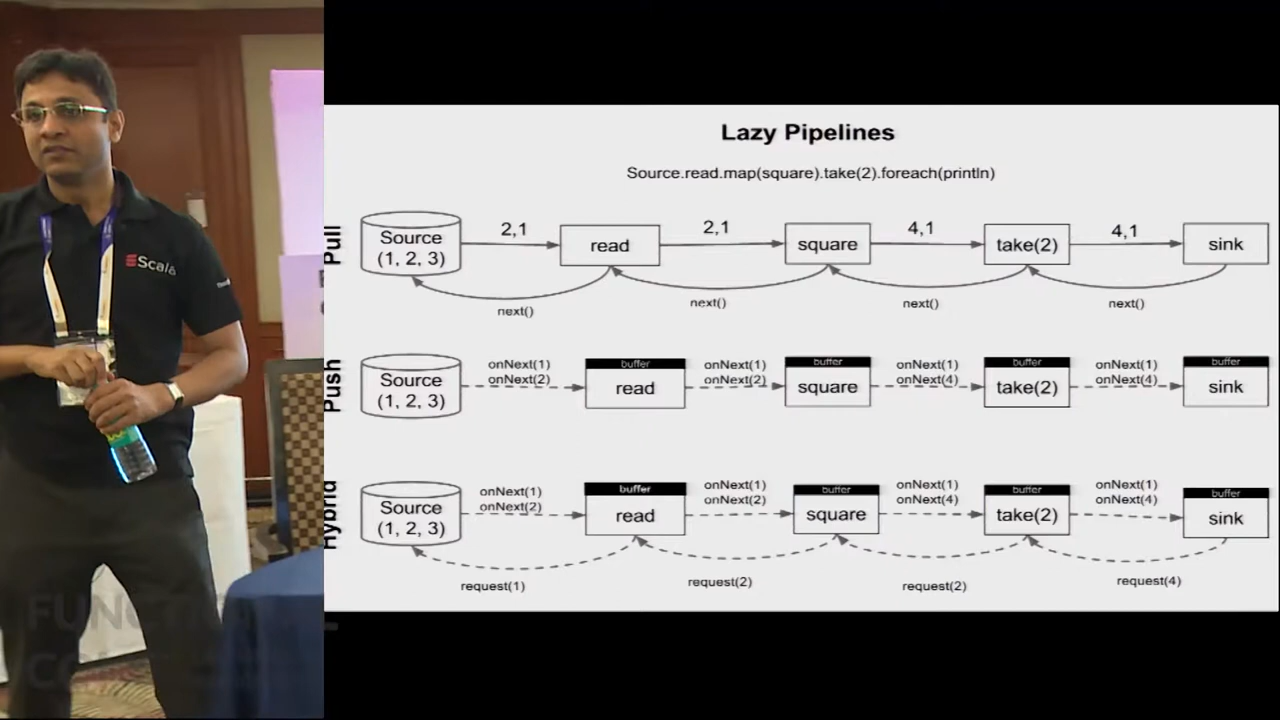 Lazy Pipelines
Source.read.map(square).take(2).foreach(println)
Pull
Source
(1, 2, 3)
2,1
read
2,1
square
4,1
take(2)
4,1
sink
next()
next()
next()
next()
Push
Source
(1, 2, 3)
onNext(1)
onNext(2)
buffer
read
onNext(1)
onNext(2)
buffer
square
onNext(1)
onNext(4)
buffer
take(2)
onNext(1)
onNext(4)
buffer
sink
Hybrid
Source
(1, 2, 3)
onNext(1)
onNext(2)
buffer
read
onNext(1)
onNext(2)
buffer
square
onNext(1)
onNext(4)
buffer
take(2)
onNext(1)
onNext(4)
buffer
sink
request(1)
request(2)
request(2)
request(4)
Scala